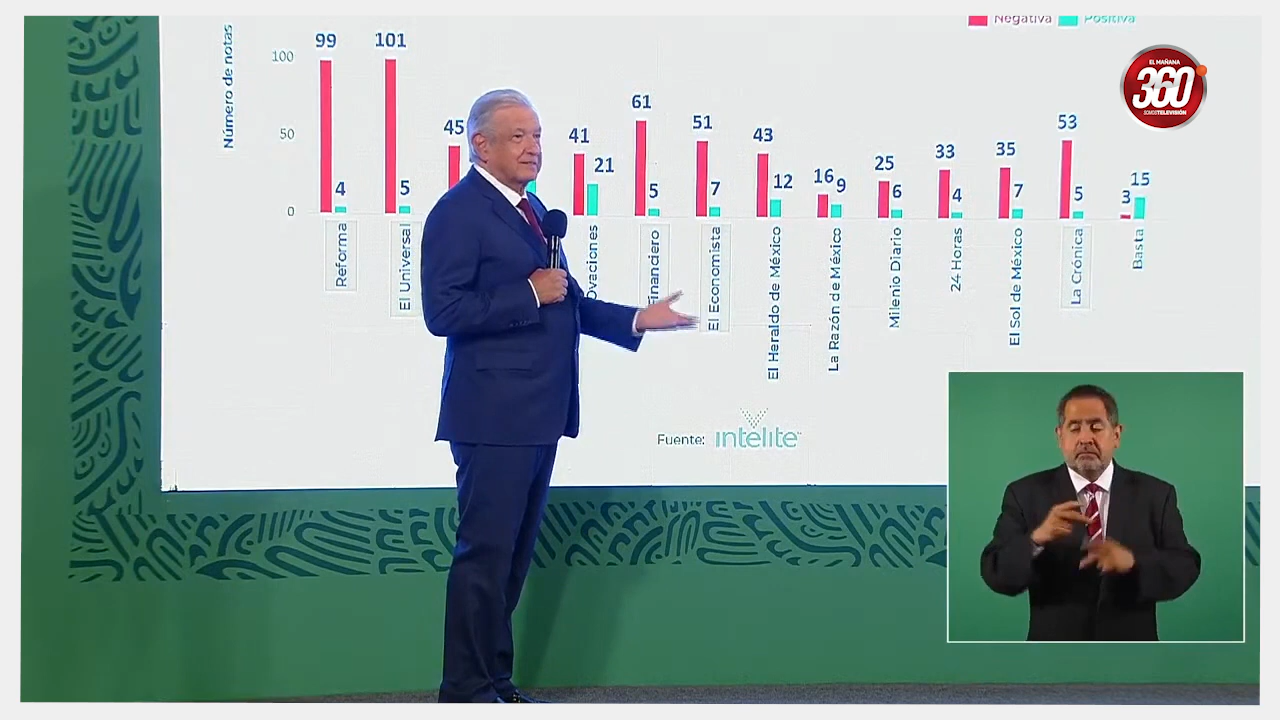 Negativa
Positiva
Número de notas
100
50
0
99
4
101
5
45
41
21
61
5
51
7
43
12
16
9
25
6
33
4
35
7
53
5
3
15
Reforma
El Universal
Ovaciones
Financiero
El Economista
El Heraldo de México
La Razón de México
Milenio Diario
24 Horas
El Sol de México
La Crónica
Basta
Fuente: intelite
EL MAÑANA
360
SOMOS TELEVISIÓN